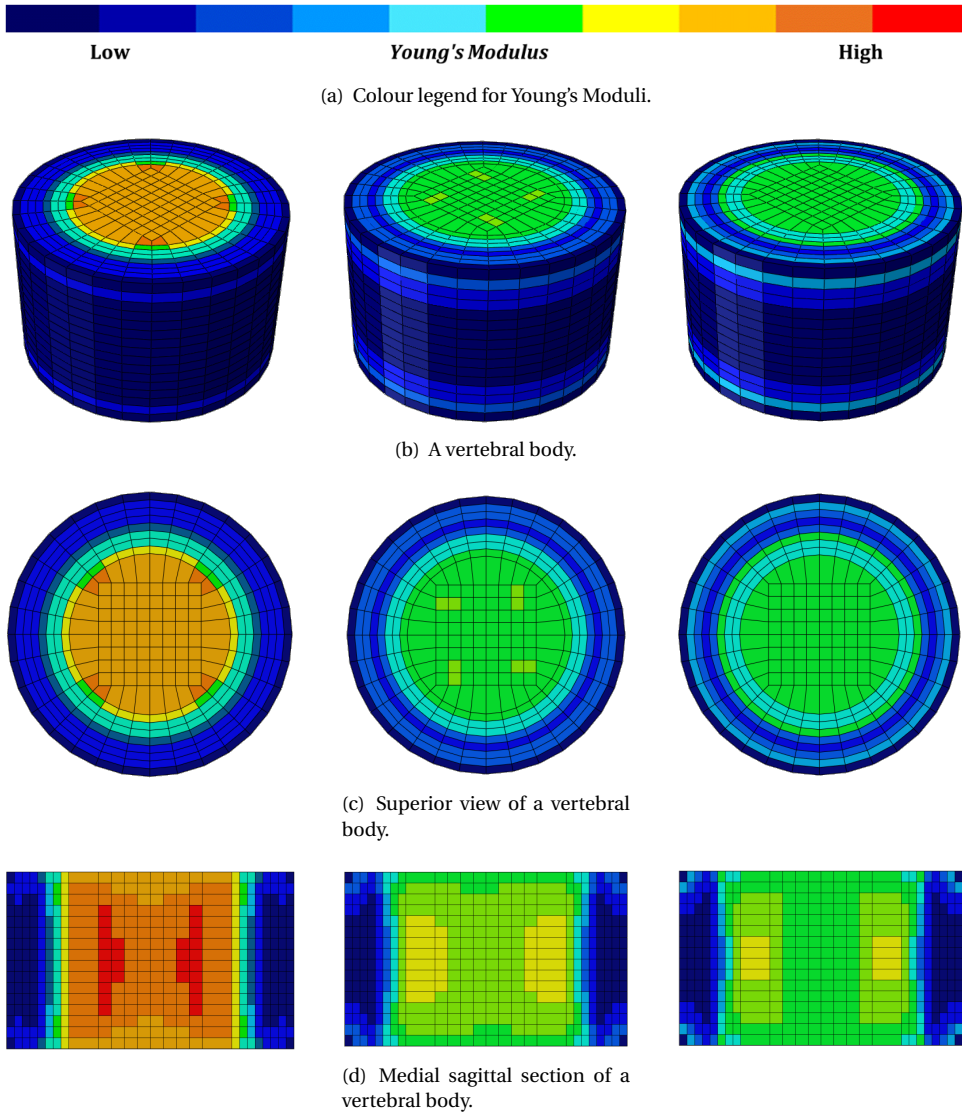 Low Young's Modulus High
(a) Colour legend for Young's Moduli.
(b) A vertebral body.
(c) Superior view of a vertebral
body.
(d) Medial sagittal section of a
vertebral body.